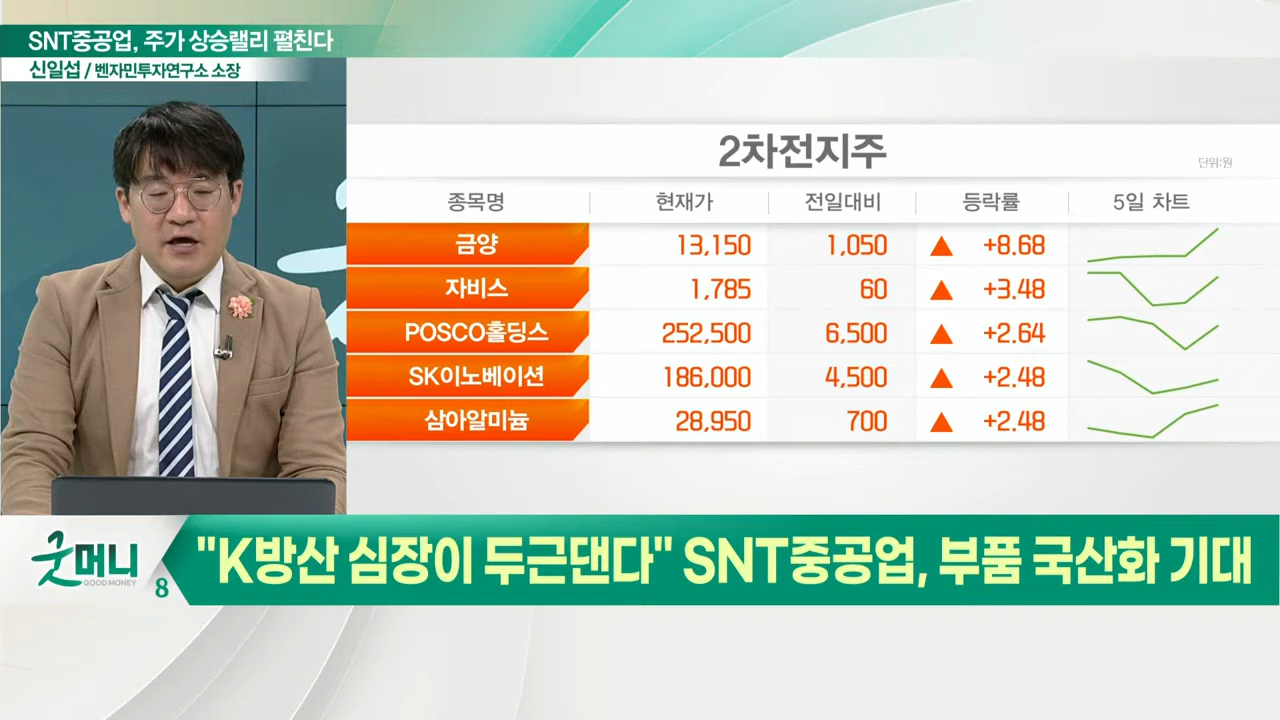 SNT중공업, 주가 상승랠리 펼친다
신일섭 / 벤자민투자연구소 소장
2차전지주
단위:원
종목명 현재가 전일대비 등락률 5일 차트
금양 13,150 1,050 ▲ +8.68
자비스 1,785 60 ▲ +3.48
POSCO홀딩스 252,500 6,500 ▲ +2.64
SK이노베이션 186,000 4,500 ▲ +2.48
삼아알미늄 28,950 700 ▲ +2.48
굿머니
GOOD MONEY
8
"K방산 심장이 두근댄다" SNT중공업, 부품 국산화 기대